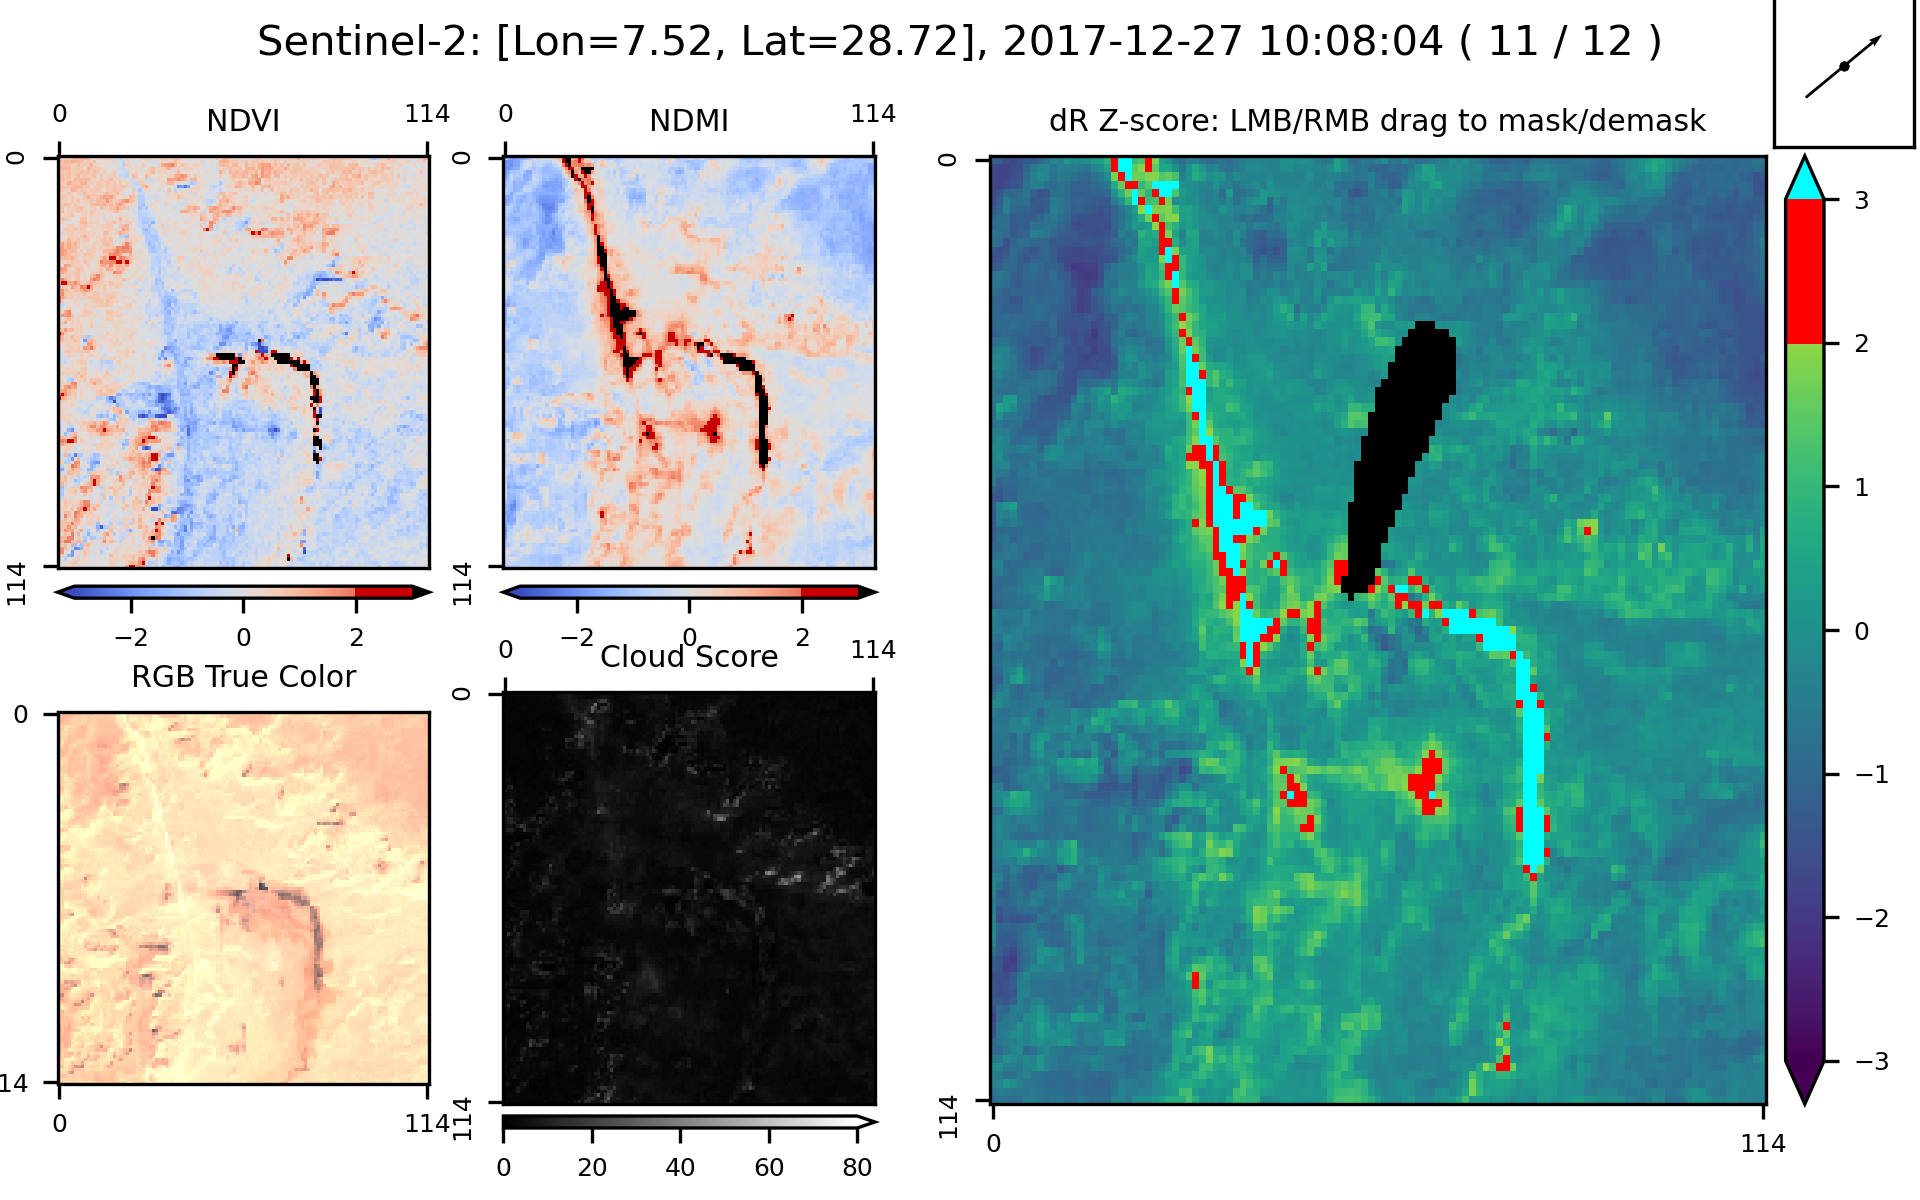 Sentinel-2: [Lon=7.52, Lat=28.72], 2017-12-27 10:08:04 ( 11 / 12 )
0 NDVI 114
0
114
−2 0 2
0 NDMI 114
0
114
−2 0 2
RGB True Color
0
14
0 114
0 Cloud Score 114
0
114
0 20 40 60 80
dR Z-score: LMB/RMB drag to mask/demask
0
114
0 114
3
2
1
0
−1
−2
−3